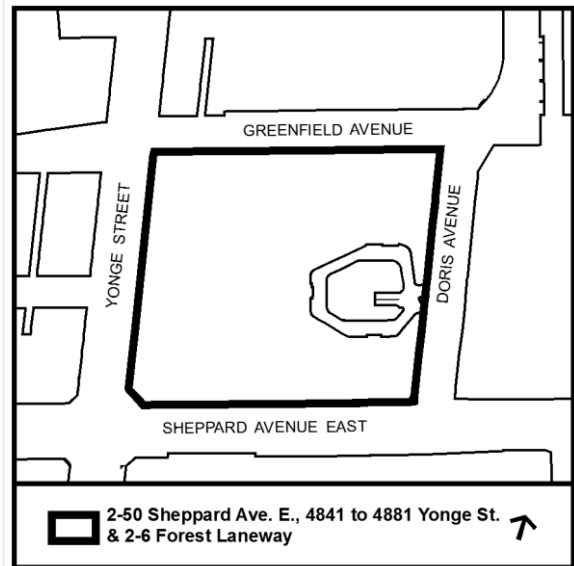 GREENFIELD AVENUE
YONGE STREET
DORIS AVENUE
SHEPPARD AVENUE EAST
2-50 Sheppard Ave. E., 4841 to 4881 Yonge St.
& 2-6 Forest Laneway